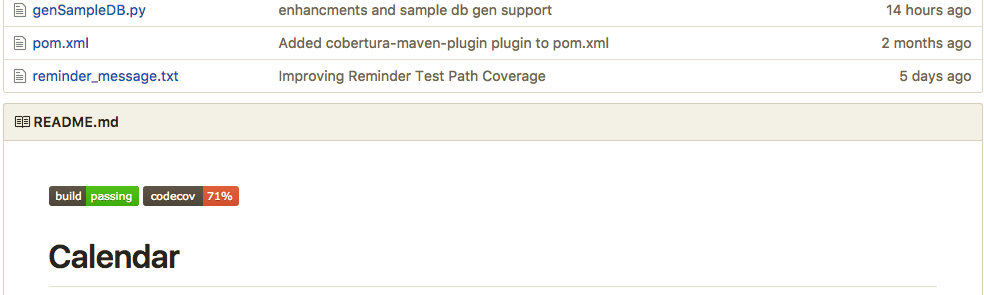 genSampleDB.py enhancments and sample db gen support 14 hours ago
pom.xml Added cobertura-maven-plugin plugin to pom.xml 2 months ago
reminder_message.txt Improving Reminder Test Path Coverage 5 days ago
README.md
build passing codecov 71%
Calendar